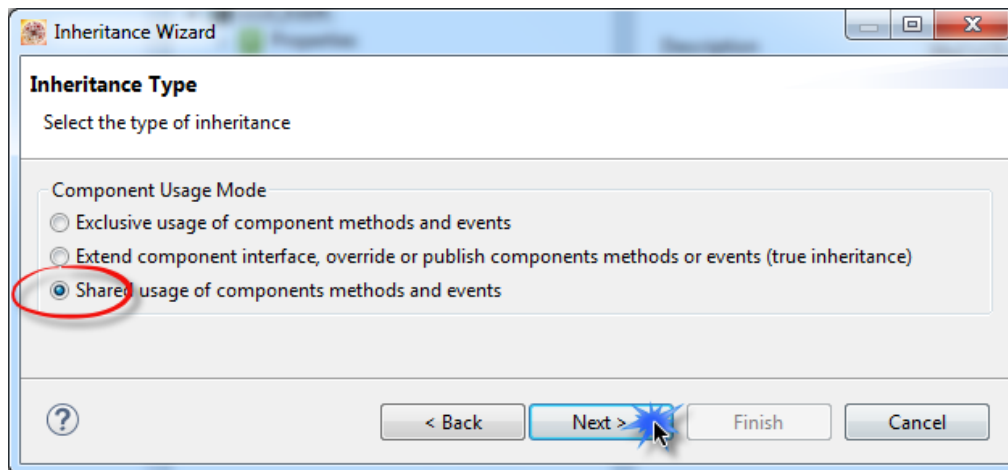 Inheritance Wizard
Properties
Description
Inheritance Type
Select the type of inheritance
Component Usage Mode
Exclusive usage of component methods and events
Extend component interface, override or publish components methods or events (true inheritance)
Shared usage of components methods and events
?
< Back
Next >
Finish
Cancel